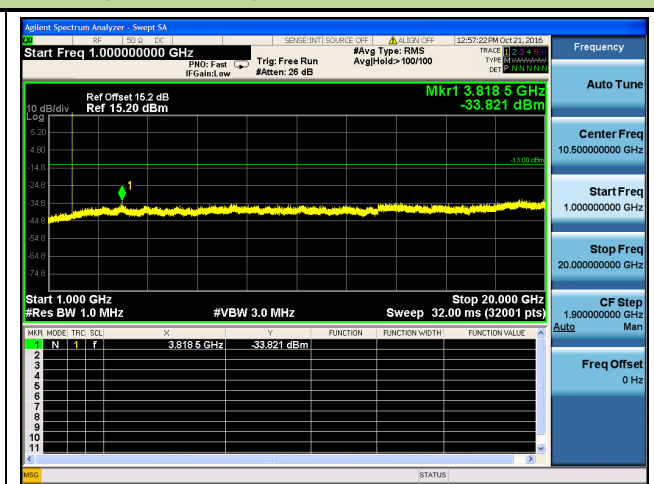 Agilent Spectrum Analyzer - Swept SA
LXI RF 50 Ω DC SENSE:INT SOURCE OFF ALIGN OFF 12:57:22 PM Oct 21, 2016
Start Freq 1.000000000 GHz
PNO: Fast
IFGain:Low
Trig: Free Run
#Atten: 26 dB
#Avg Type: RMS
Avg|Hold:>100/100
TRACE 1 2 3 4 5 6
TYPE M WWWWW
DET P N N N N N
Ref Offset 15.2 dB
10 dB/div Ref 15.20 dBm
Log
Mkr1 3.818 5 GHz
-33.821 dBm
5.20
-4.80
-13.00 dBm
-14.8
-24.8
1
-34.8
-44.8
-54.8
-64.8
-74.8
Start 1.000 GHz Stop 20.000 GHz
#Res BW 1.0 MHz #VBW 3.0 MHz Sweep 32.00 ms (32001 pts)
MKR MODE TRC SCL X Y FUNCTION FUNCTION WIDTH FUNCTION VALUE
1 N 1 f 3.818 5 GHz -33.821 dBm
2
3
4
5
6
7
8
9
10
11
MSG STATUS
Frequency
Auto Tune
Center Freq
10.500000000 GHz
Start Freq
1.000000000 GHz
Stop Freq
20.000000000 GHz
CF Step
1.900000000 GHz
Auto Man
Freq Offset
0 Hz